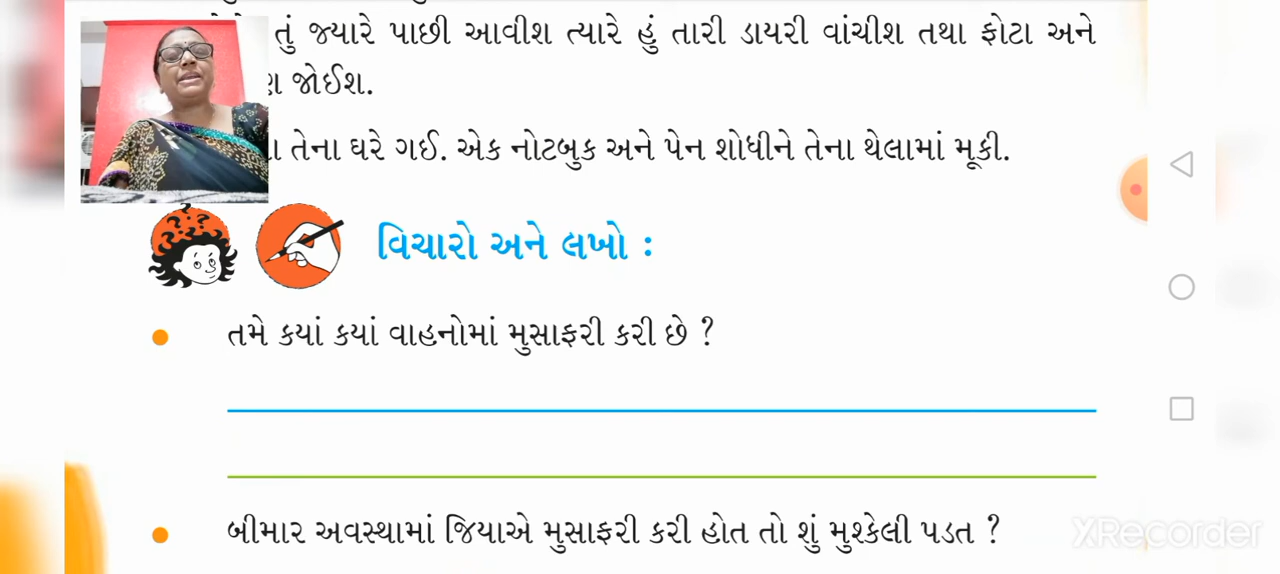 તું જ્યારે પાછી આવીશ ત્યારે હું તારી ડાયરી વાંચીશ તથા ફોટા અને
જોઈશ.
તેના ઘરે ગઈ. એક નોટબુક અને પેન શોધીને તેના થેલામાં મૂકી.
વિચારો અને લખો :
તમે કયાં કયાં વાહનોમાં મુસાફરી કરી છે ?
બીમાર અવસ્થામાં જિયાએ મુસાફરી કરી હોત તો શું મુશ્કેલી પડત ?
XRecorder